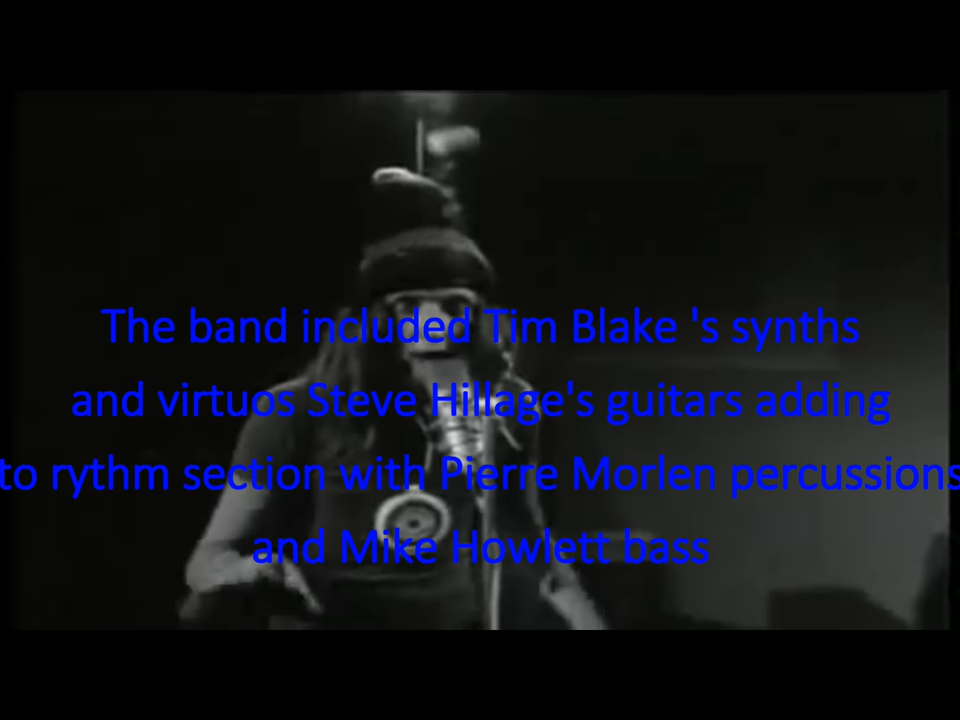 The band included Tim Blake 's synths
and virtuos Steve Hillage's guitars adding
to rythm section with Pierre Morlen percussions
and Mike Howlett bass